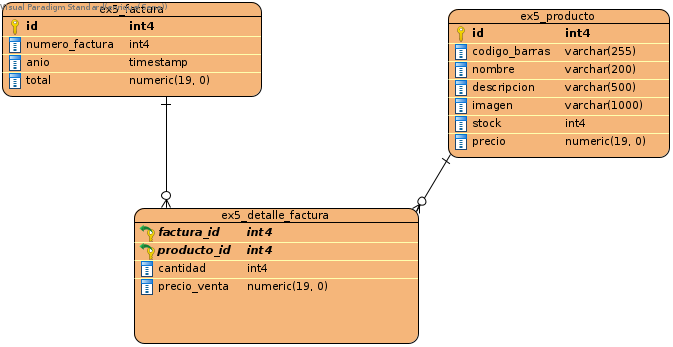 Visual Paradigm Standard
ex5_factura
id int4
numero_factura int4
anio timestamp
total numeric(19, 0)
ex5_producto
id int4
codigo_barras varchar(255)
nombre varchar(200)
descripcion varchar(500)
imagen varchar(1000)
stock int4
precio numeric(19, 0)
ex5_detalle_factura
factura_id int4
producto_id int4
cantidad int4
precio_venta numeric(19, 0)